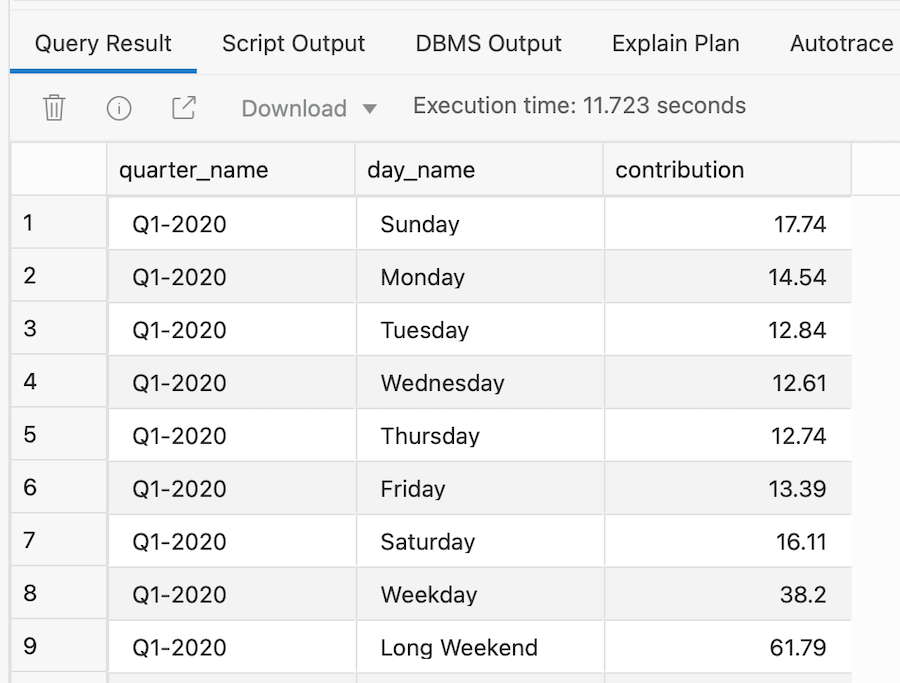 Query Result Script Output DBMS Output Explain Plan Autotrace
Download Execution time: 11.723 seconds
quarter_name day_name contribution
1 Q1-2020 Sunday 17.74
2 Q1-2020 Monday 14.54
3 Q1-2020 Tuesday 12.84
4 Q1-2020 Wednesday 12.61
5 Q1-2020 Thursday 12.74
6 Q1-2020 Friday 13.39
7 Q1-2020 Saturday 16.11
8 Q1-2020 Weekday 38.2
9 Q1-2020 Long Weekend 61.79